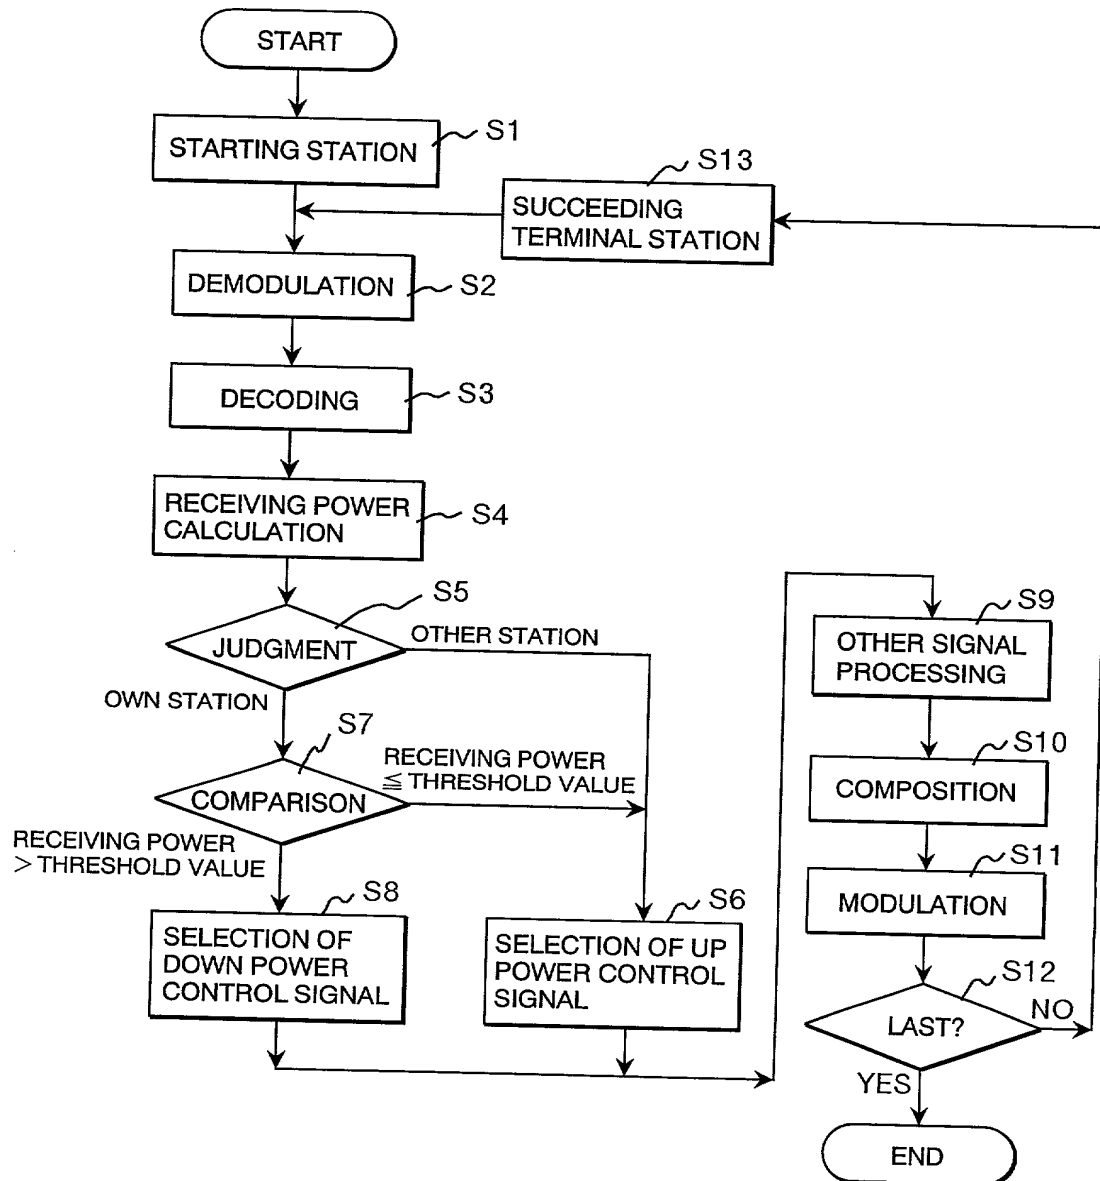 START
STARTING STATION
S1
S13
SUCCEEDING
TERMINAL STATION
DEMODULATION
S2
DECODING
S3
RECEIVING POWER
CALCULATION
S4
S5
JUDGMENT
OTHER STATION
OWN STATION
S7
COMPARISON
RECEIVING POWER
≦ THRESHOLD VALUE
RECEIVING POWER
> THRESHOLD VALUE
S8
SELECTION OF
DOWN POWER
CONTROL SIGNAL
S6
SELECTION OF UP
POWER CONTROL
SIGNAL
S9
OTHER SIGNAL
PROCESSING
S10
COMPOSITION
S11
MODULATION
S12
LAST?
NO
YES
END